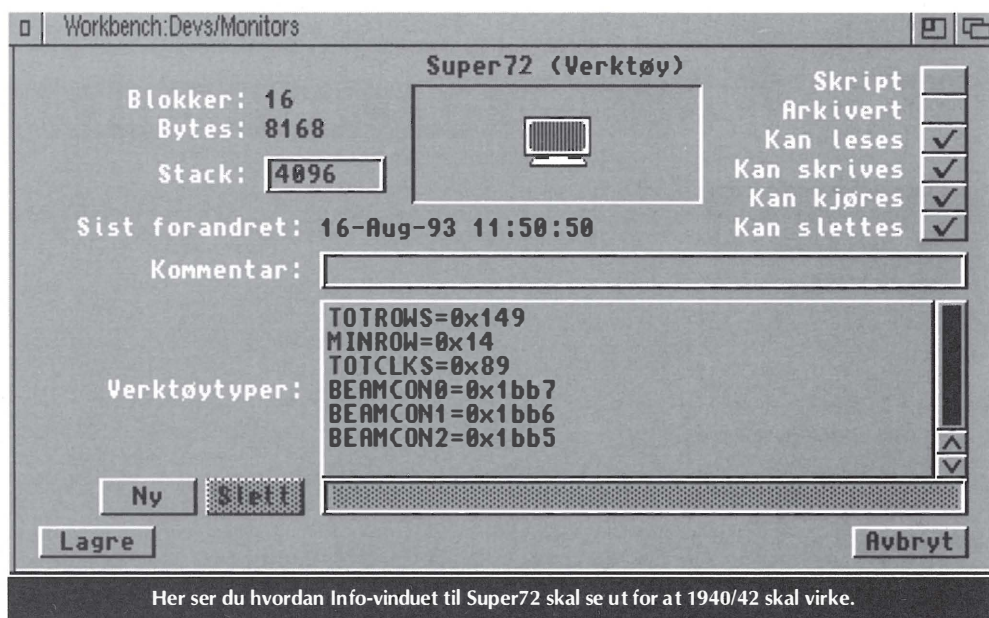 Workbench:Devs/Monitors
Super72 (Verktøy)
Blokker: 16
Bytes: 8168
Stack: 4096
Skript
Arkivert
Kan leses
Kan skrives
Kan kjøres
Kan slettes
Sist forandret: 16-Aug-93 11:50:50
Kommentar:
Verktøytyper:
TOTROWS=0x149
MINROW=0x14
TOTCLKS=0x89
BEAMCON0=0x1bb7
BEAMCON1=0x1bb6
BEAMCON2=0x1bb5
Ny
Slett
Lagre
Avbryt
Her ser du hvordan Info-vinduet til Super72 skal se ut for at 1940/42 skal virke.